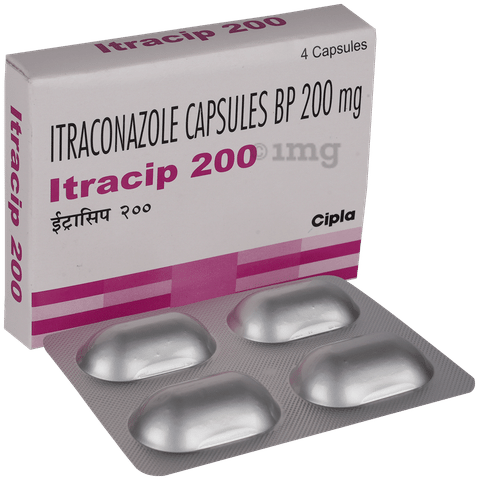 Itracip 200
4 Capsules
ITRACONAZOLE CAPSULES BP 200 mg
Itracip 200
ईट्रासिप २००
Cipla
Itracip 200
1mg